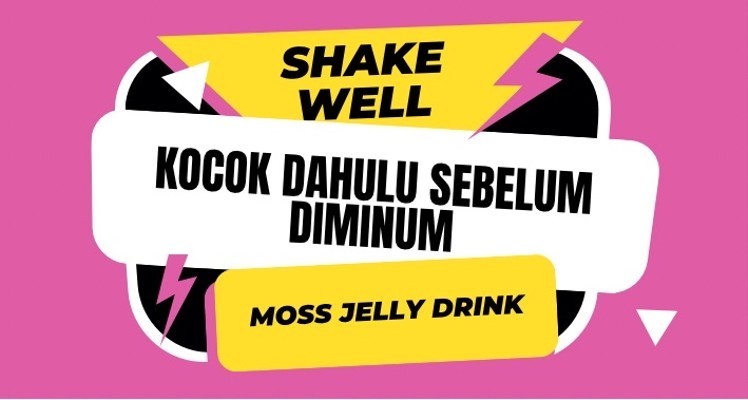 SHAKE
WELL
KOCOK DAHULU SEBELUM
DIMINUM
MOSS JELLY DRINK